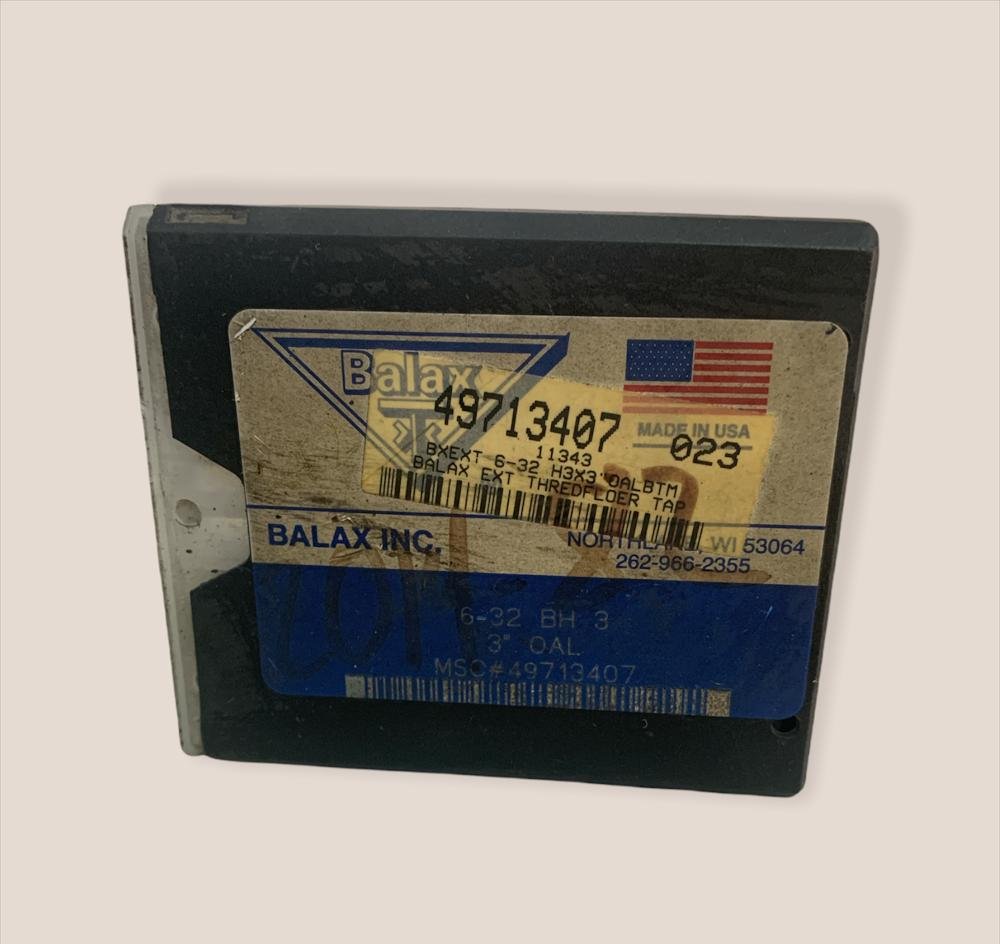 Balax
49713407
MADE IN USA
023
11343
BXEXT 6-32 H3X3"OALBTM
BALAX EXT THREDFLOER TAP
BALAX INC.
WI 53064
262-966-2355
6-32 BH 3
3" OAL
MSC#49713407